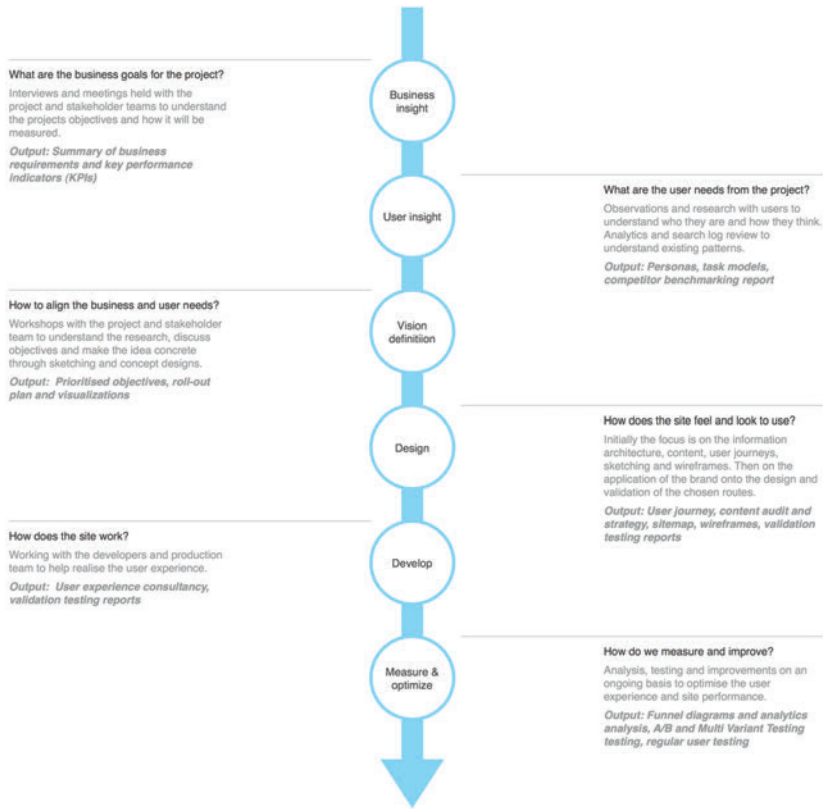 What are the business goals for the project?
Interviews and meetings held with the
project and stakeholder teams to understand
the projects objectives and how it will be
measured.
Output: Summary of business
requirements and key performance
indicators (KPIs)
Business
insight
User insight
What are the user needs from the project?
Observations and research with users to
understand who they are and how they think.
Analytics and search log review to
understand existing patterns.
Output: Personas, task models,
competitor benchmarking report
How to align the business and user needs?
Workshops with the project and stakeholder
team to understand the research, discuss
objectives and make the idea concrete
through sketching and concept designs.
Output: Prioritised objectives, roll-out
plan and visualizations
Vision
definitiion
Design
How does the site feel and look to use?
Initially the focus is on the information
architecture, content, user journeys,
sketching and wireframes. Then on the
application of the brand onto the design and
validation of the chosen routes.
Output: User journey, content audit and
strategy, sitemap, wireframes, validation
testing reports
How does the site work?
Working with the developers and production
team to help realise the user experience.
Output: User experience consultancy,
validation testing reports
Develop
Measure &
optimize
How do we measure and improve?
Analysis, testing and improvements on an
ongoing basis to optimise the user
experience and site performance.
Output: Funnel diagrams and analytics
analysis, A/B and Multi Variant Testing
testing, regular user testing